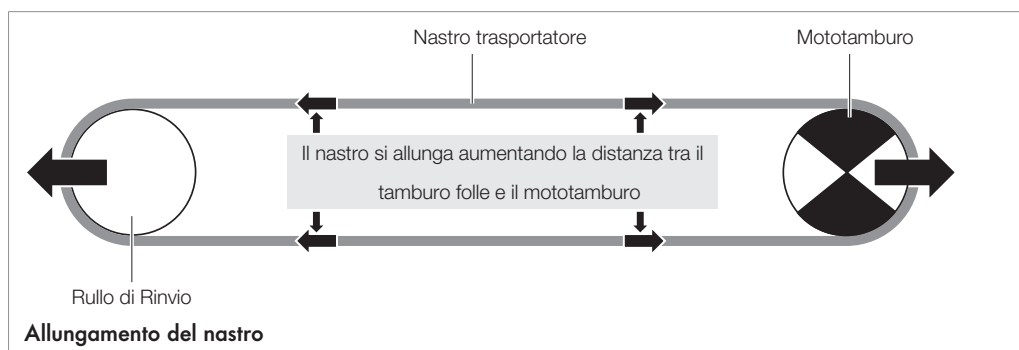 Nastro trasportatore
Mototamburo
Il nastro si allunga aumentando la distanza tra il
tamburo folle e il mototamburo
Rullo di Rinvio
Allungamento del nastro